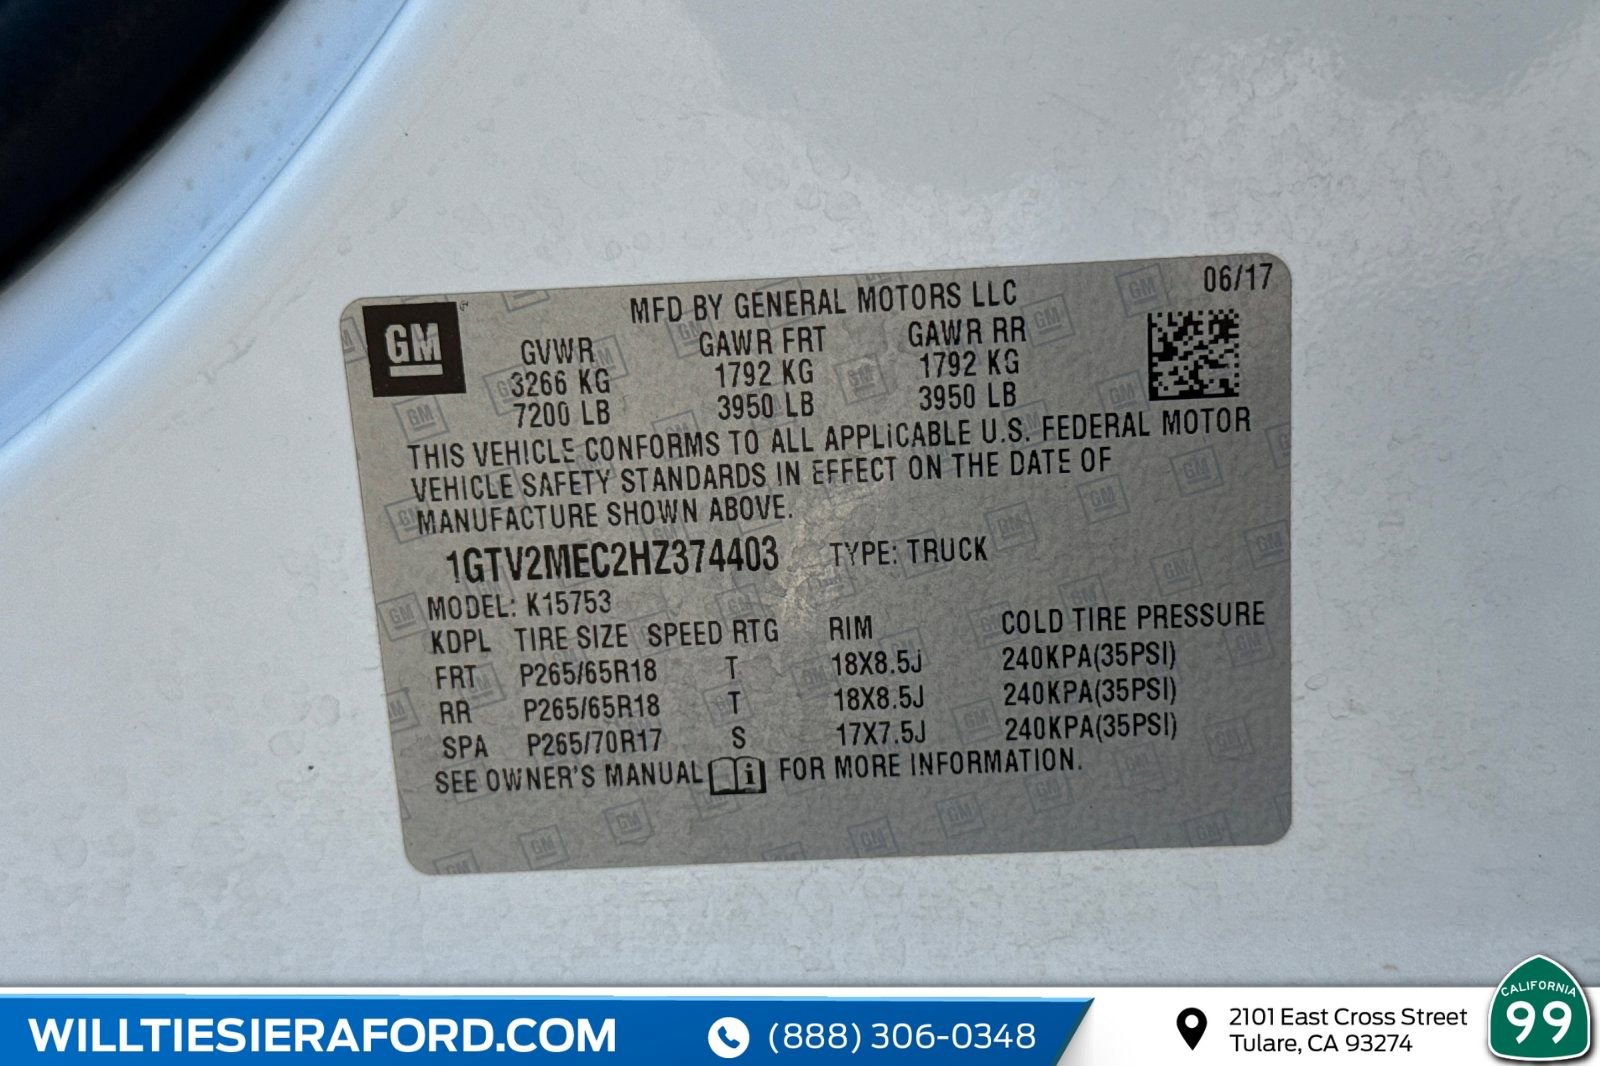 GM
MFD BY GENERAL MOTORS LLC 06/17
GVWR GAWR FRT GAWR RR
3266 KG 1792 KG 1792 KG
7200 LB 3950 LB 3950 LB
THIS VEHICLE CONFORMS TO ALL APPLICABLE U.S. FEDERAL MOTOR
VEHICLE SAFETY STANDARDS IN EFFECT ON THE DATE OF
MANUFACTURE SHOWN ABOVE.
1GTV2MEC2HZ374403 TYPE: TRUCK
MODEL: K15753
KDPL TIRE SIZE SPEED RTG RIM COLD TIRE PRESSURE
FRT P265/65R18 T 18X8.5J 240KPA(35PSI)
RR P265/65R18 T 18X8.5J 240KPA(35PSI)
SPA P265/70R17 S 17X7.5J 240KPA(35PSI)
SEE OWNER'S MANUAL i FOR MORE INFORMATION.
WILLTIESIERAFORD.COM
(888) 306-0348
2101 East Cross Street
Tulare, CA 93274
CALIFORNIA
99